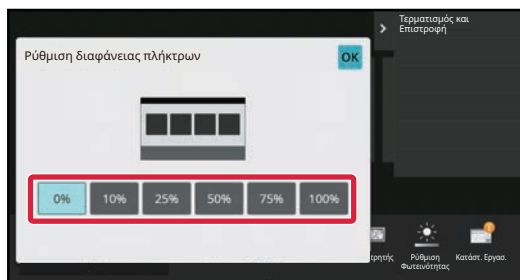 Τερματισμός και
Επιστροφή
Ρύθμιση διαφάνειας πλήκτρων
OK
0%
10%
25%
50%
75%
100%
Ρύθμιση
Φωτεινότητας
Κατάστ. Εργασ.